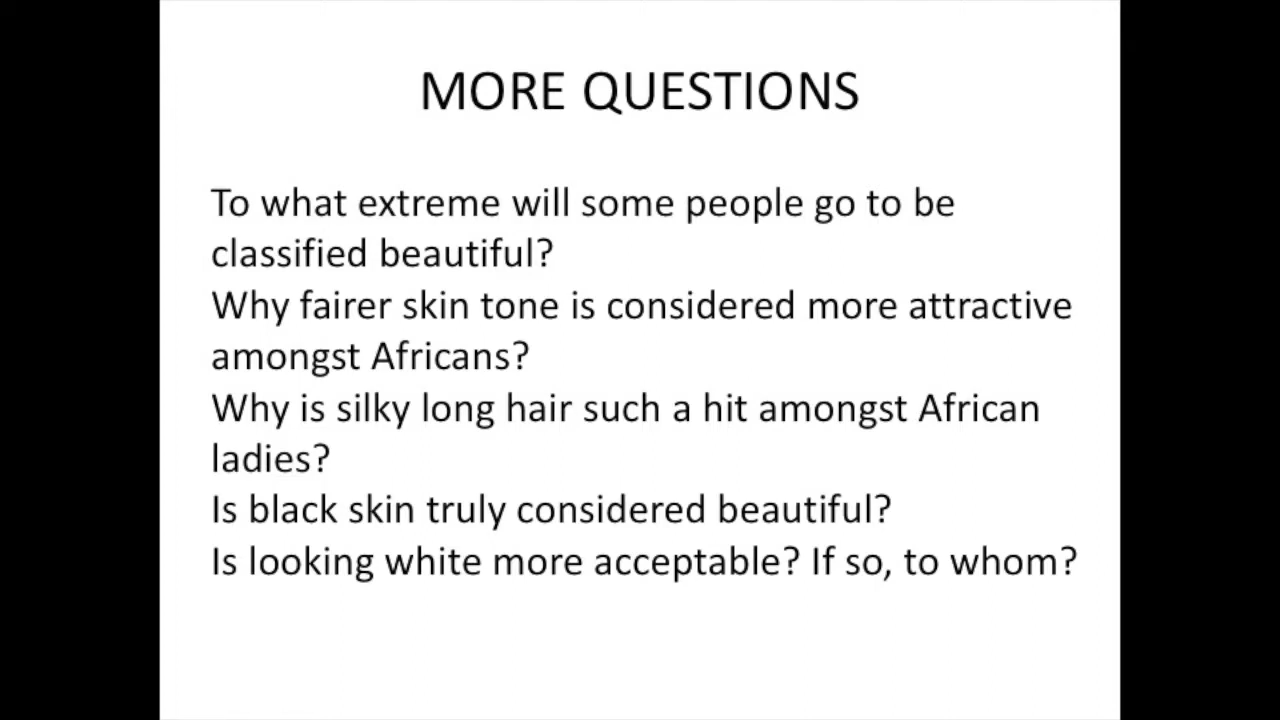 MORE QUESTIONS
To what extreme will some people go to be
classified beautiful?
Why fairer skin tone is considered more attractive
amongst Africans?
Why is silky long hair such a hit amongst African
ladies?
Is black skin truly considered beautiful?
Is looking white more acceptable? If so, to whom?